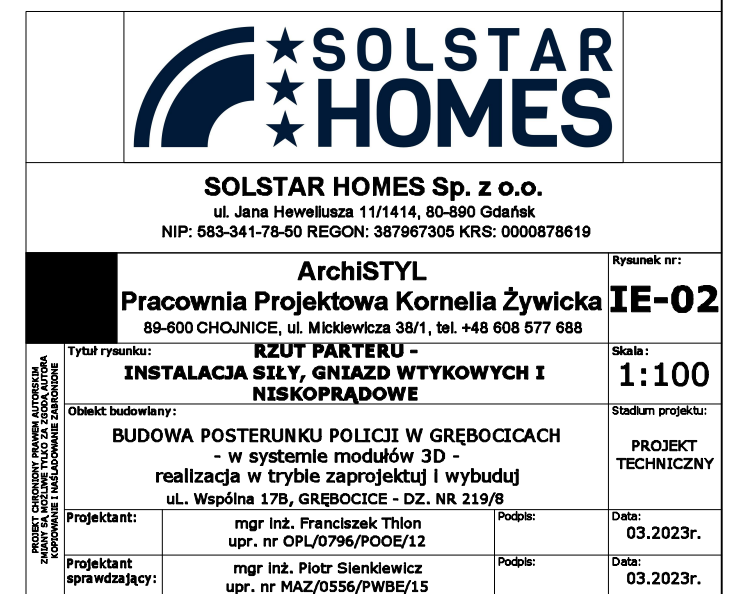 SOLSTAR
HOMES
SOLSTAR HOMES Sp. z o.o.
ul. Jana Heweliusza 11/1414, 80-890 Gdańsk
NIP: 583-341-78-50 REGON: 387967305 KRS: 0000878619
ArchiSTYL
Pracownia Projektowa Kornelia Żywicka
89-600 CHOJNICE, ul. Mickiewicza 38/1, tel. +48 608 577 688
Rysunek nr:
IE-02
PROJEKT CHRONIONY PRAWEM AUTORSKIM
ZMIANY SĄ MOŻLIWE TYLKO ZA ZGODĄ AUTORA
KOPIOWANIE I NAŚLADOWANIE ZABRONIONE
Tytuł rysunku:
RZUT PARTERU -
INSTALACJA SIŁY, GNIAZD WTYKOWYCH I
NISKOPRĄDOWE
Skala:
1:100
Obiekt budowlany:
BUDOWA POSTERUNKU POLICJI W GRĘBOCICACH
- w systemie modułów 3D -
realizacja w trybie zaprojektuj i wybuduj
uL. Wspólna 17B, GRĘBOCICE - DZ. NR 219/8
Stadium projektu:
PROJEKT
TECHNICZNY
Projektant:
mgr inż. Franciszek Thion
upr. nr OPL/0796/POOE/12
Podpis:
Data:
03.2023r.
Projektant
sprawdzający:
mgr inż. Piotr Sienkiewicz
upr. nr MAZ/0556/PWBE/15
Podpis:
Data:
03.2023r.